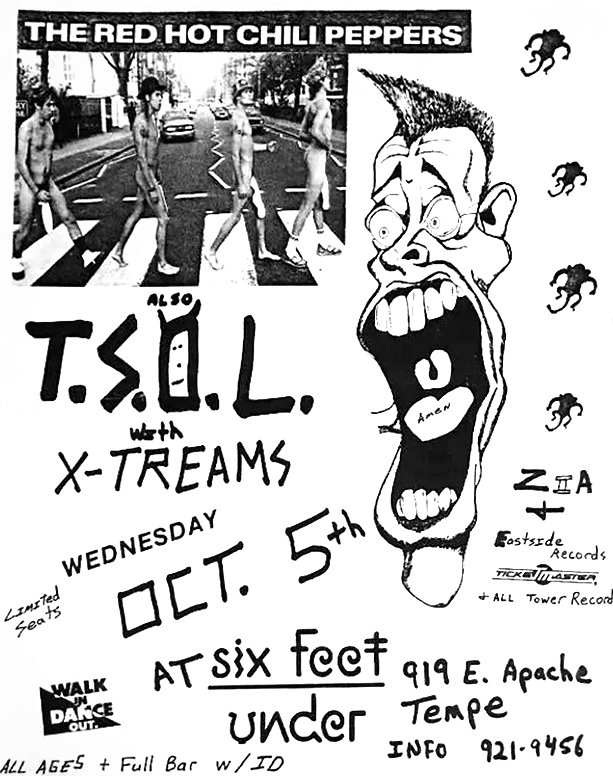 THE RED HOT CHILI PEPPERS
ALSO
T.S.O.L.
with
X-TREAMS
AMEN
WEDNESDAY
OCT. 5th
Limited
Seats
ZIA
+
Eastside
Records
TICKETMASTER
+ ALL Tower Record
AT six feet
under
919 E. Apache
Tempe
INFO 921-9456
WALK
IN
DANCE
OUT.
ALL AGES + Full Bar w/ID